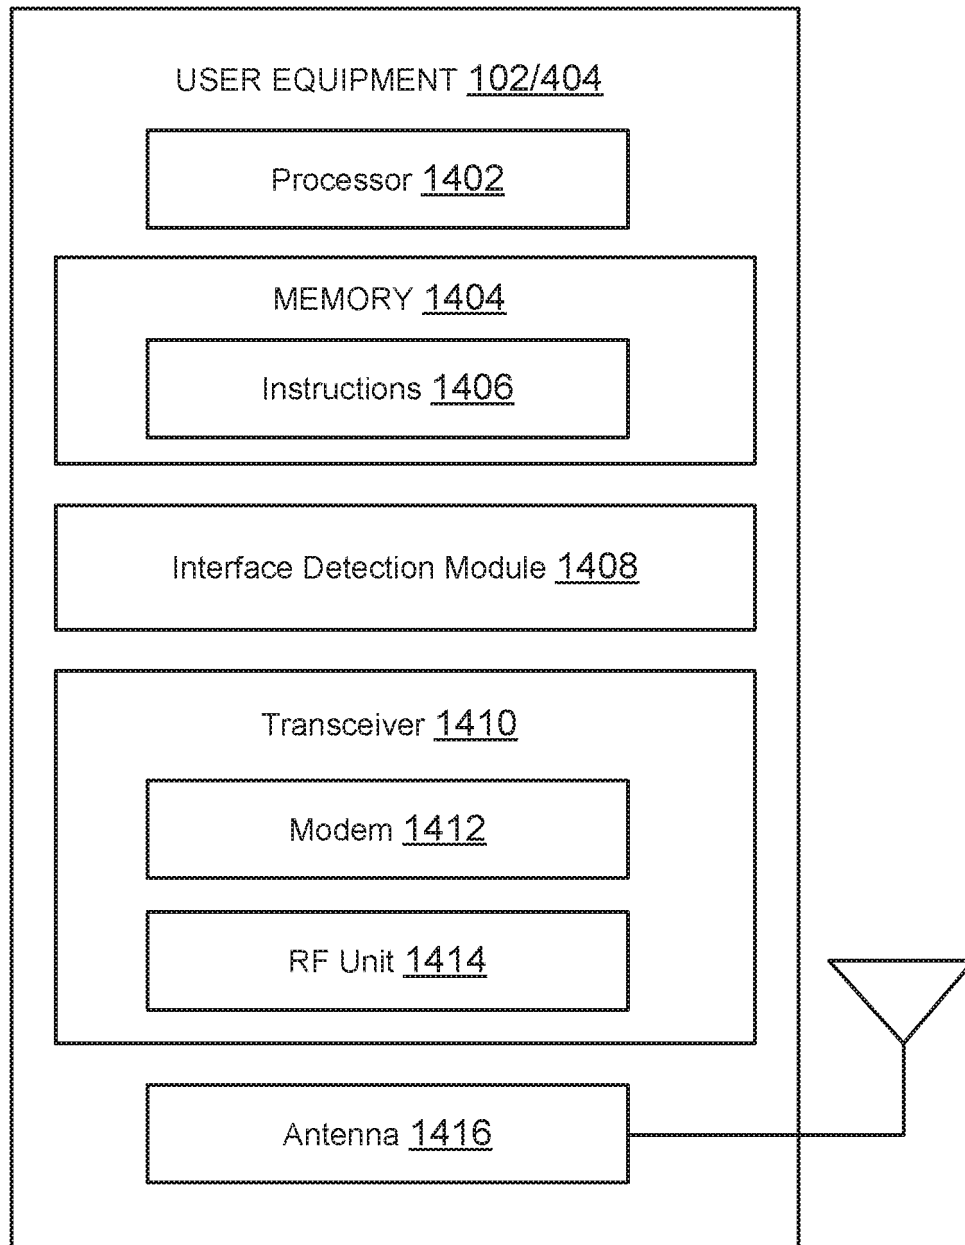 USER EQUIPMENT 102/404
Processor 1402
MEMORY 1404
Instructions 1406
Interface Detection Module 1408
Transceiver 1410
Modem 1412
RF Unit 1414
Antenna 1416